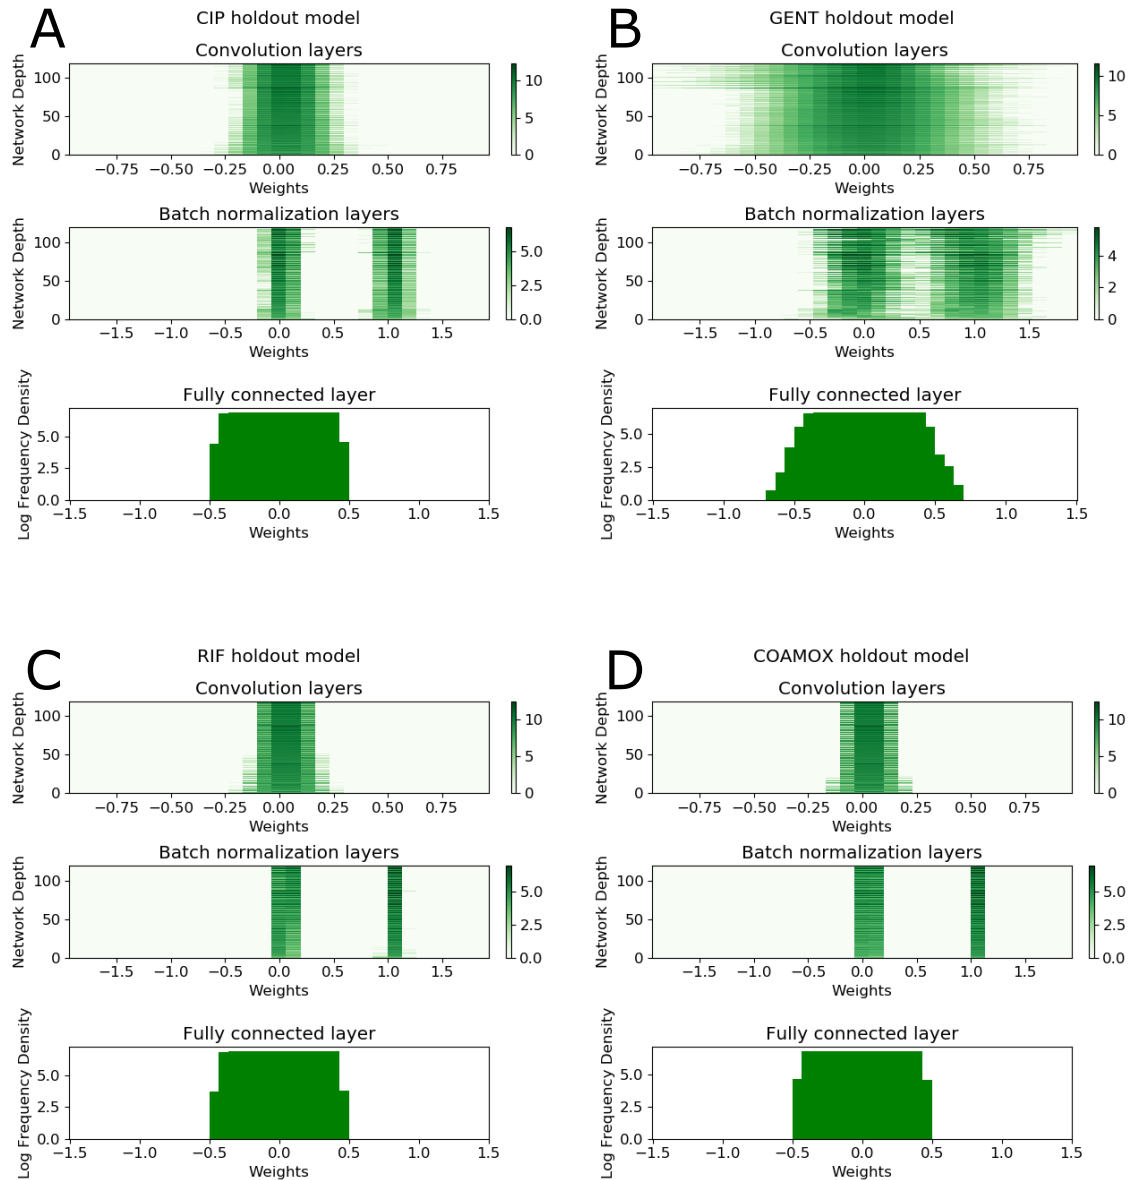 A
CIP holdout model
Convolution layers
Network Depth
100
50
0
−0.75 −0.50 −0.25 0.00 0.25 0.50 0.75
Weights
10
5
0
Batch normalization layers
Network Depth
100
50
0
−1.5 −1.0 −0.5 0.0 0.5 1.0 1.5
Weights
5.0
2.5
0.0
Fully connected layer
Log Frequency Density
5.0
2.5
0.0
−1.5 −1.0 −0.5 0.0 0.5 1.0 1.5
Weights
B
GENT holdout model
Convolution layers
Network Depth
100
50
0
−0.75 −0.50 −0.25 0.00 0.25 0.50 0.75
Weights
10
5
0
Batch normalization layers
Network Depth
100
50
0
−1.5 −1.0 −0.5 0.0 0.5 1.0 1.5
Weights
4
2
0
Fully connected layer
Log Frequency Density
5.0
2.5
0.0
−1.5 −1.0 −0.5 0.0 0.5 1.0 1.5
Weights
C
RIF holdout model
Convolution layers
Network Depth
100
50
0
−0.75 −0.50 −0.25 0.00 0.25 0.50 0.75
Weights
10
5
0
Batch normalization layers
Network Depth
100
50
0
−1.5 −1.0 −0.5 0.0 0.5 1.0 1.5
Weights
5.0
2.5
0.0
Fully connected layer
Log Frequency Density
5.0
2.5
0.0
−1.5 −1.0 −0.5 0.0 0.5 1.0 1.5
Weights
D
COAMOX holdout model
Convolution layers
Network Depth
100
50
0
−0.75 −0.50 −0.25 0.00 0.25 0.50 0.75
Weights
10
5
0
Batch normalization layers
Network Depth
100
50
0
−1.5 −1.0 −0.5 0.0 0.5 1.0 1.5
Weights
5.0
2.5
0.0
Fully connected layer
Log Frequency Density
5.0
2.5
0.0
−1.5 −1.0 −0.5 0.0 0.5 1.0 1.5
Weights